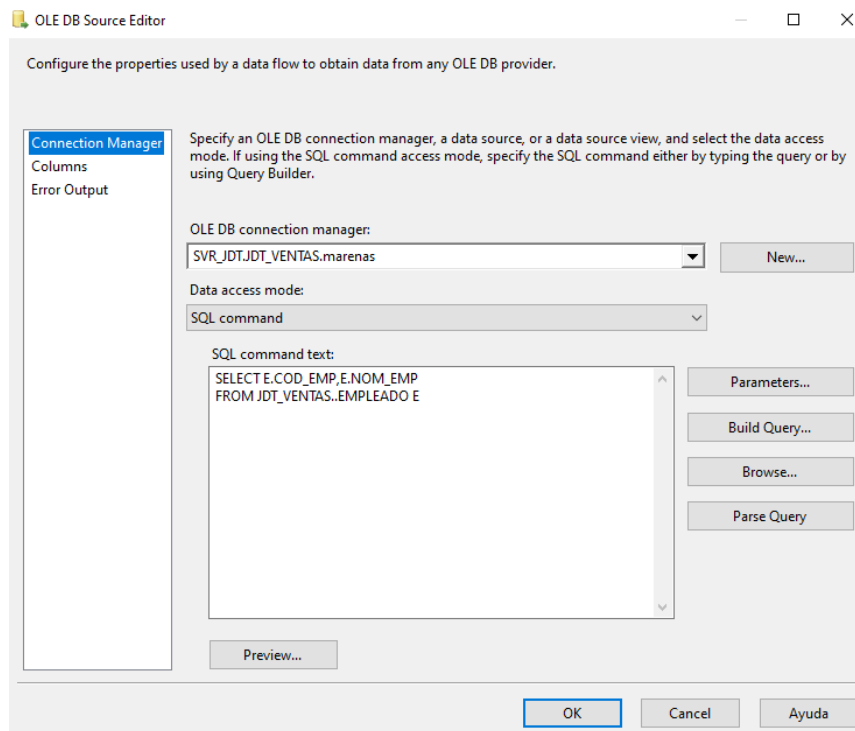 OLE DB Source Editor
Configure the properties used by a data flow to obtain data from any OLE DB provider.
Connection Manager
Columns
Error Output
Specify an OLE DB connection manager, a data source, or a data source view, and select the data access
mode. If using the SQL command access mode, specify the SQL command either by typing the query or by
using Query Builder.
OLE DB connection manager:
SVR_JDT.JDT_VENTAS.marenas
New...
Data access mode:
SQL command
SQL command text:
SELECT E.COD_EMP,E.NOM_EMP
FROM JDT_VENTAS..EMPLEADO E
Parameters...
Build Query...
Browse...
Parse Query
Preview...
OK
Cancel
Ayuda